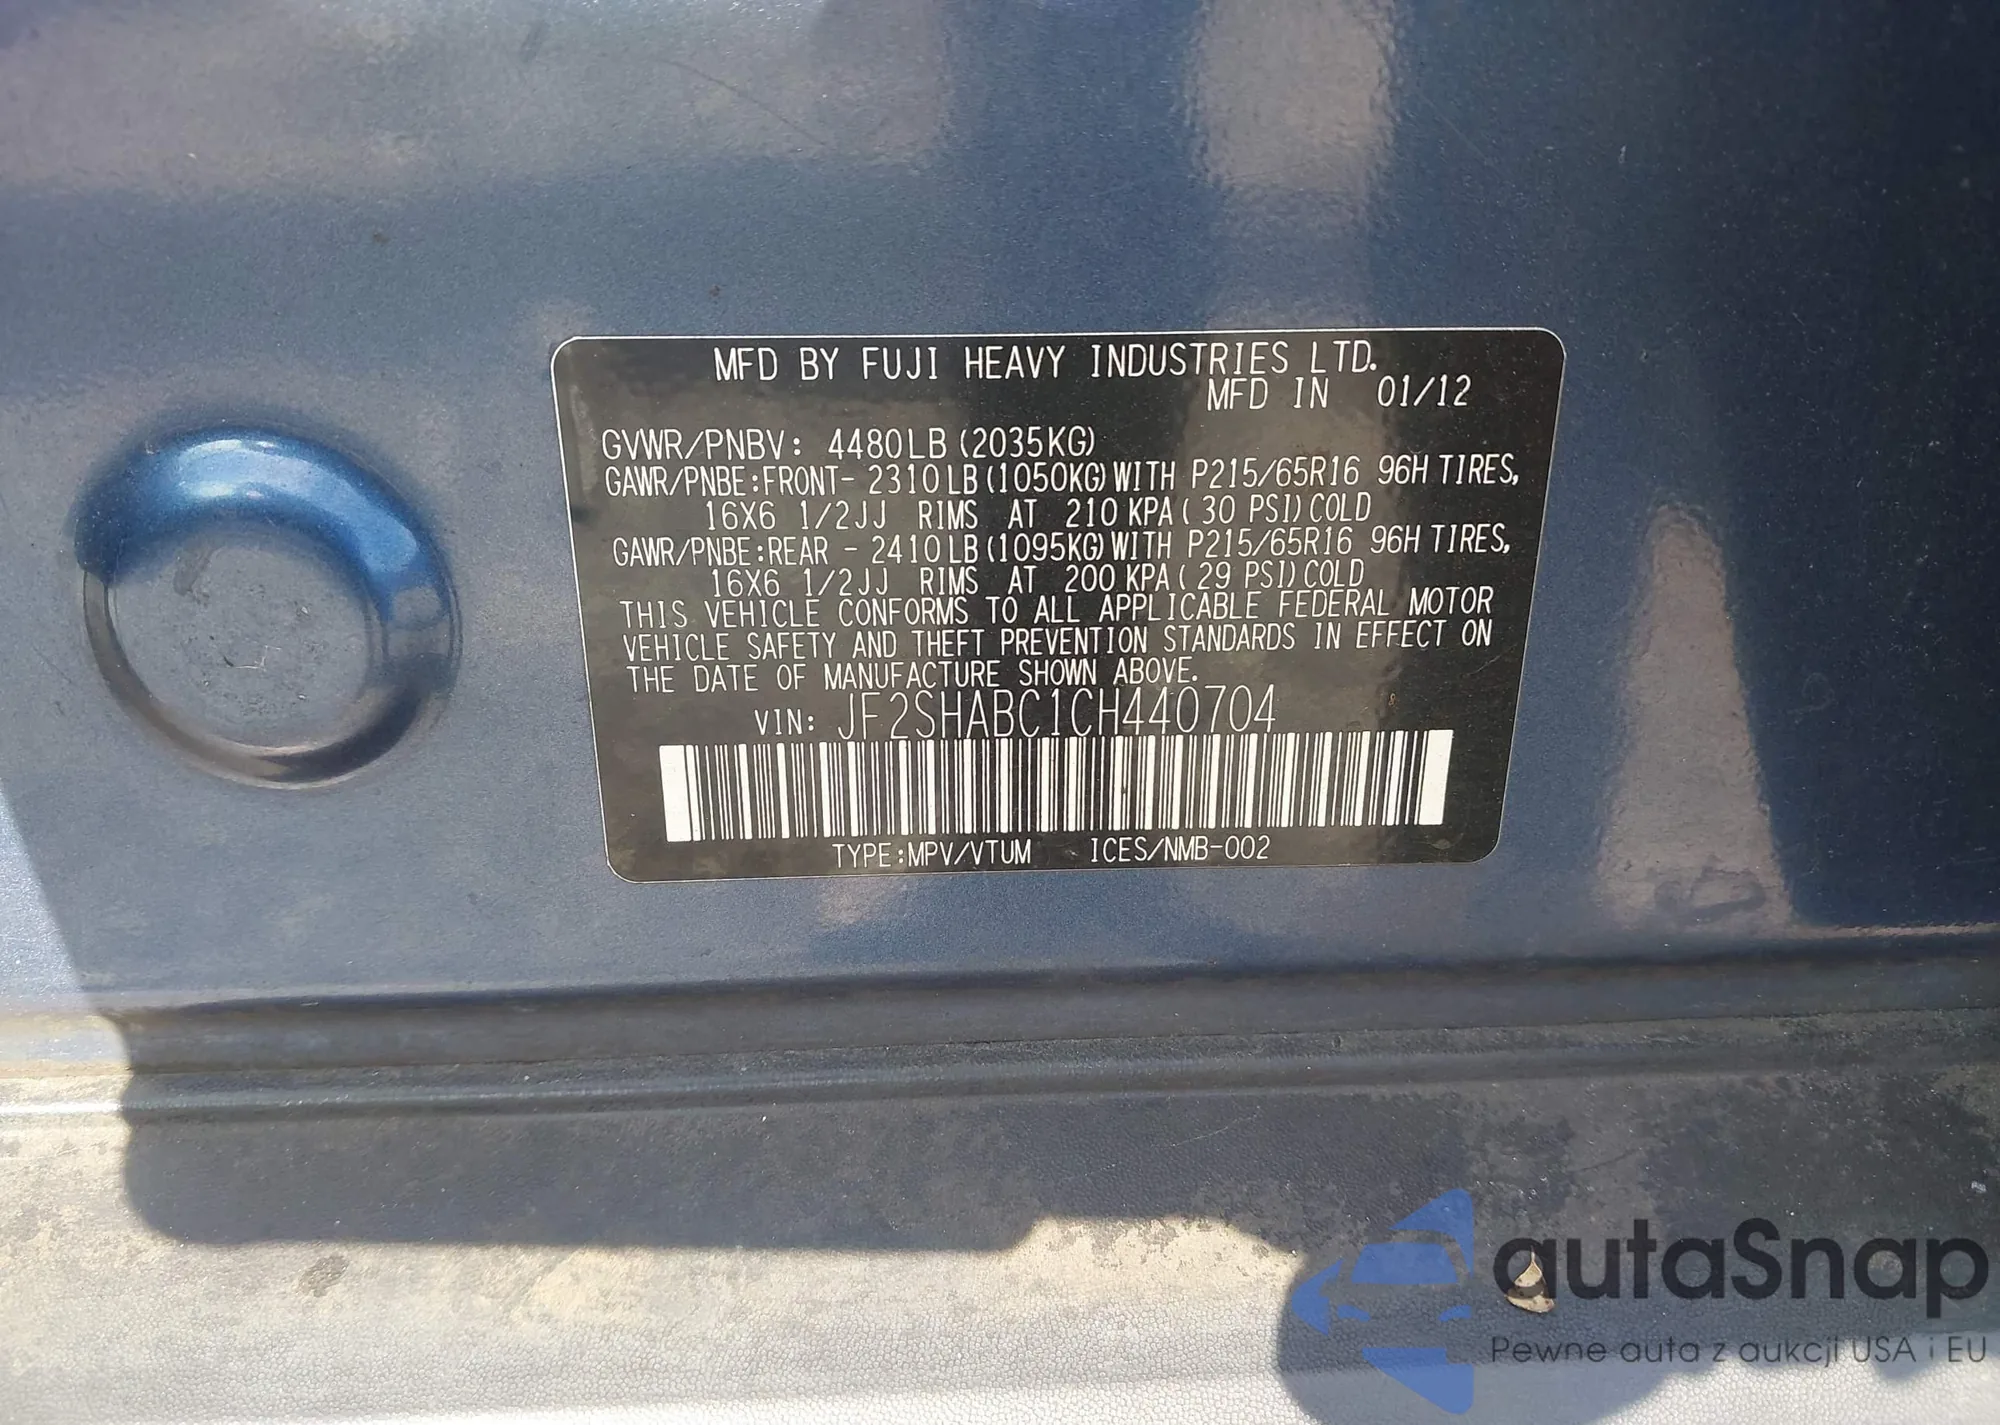 MFD BY FUJI HEAVY INDUSTRIES LTD.
MFD IN 01/12
GVWR/PNBV: 4480LB (2035KG)
GAWR/PNBE:FRONT- 2310LB (1050KG) WITH P215/65R16 96H TIRES,
16X6 1/2JJ RIMS AT 210 KPA (30 PSI) COLD
GAWR/PNBE:REAR - 2410LB (1095KG) WITH P215/65R16 96H TIRES,
16X6 1/2JJ RIMS AT 200 KPA (29 PSI) COLD
THIS VEHICLE CONFORMS TO ALL APPLICABLE FEDERAL MOTOR
VEHICLE SAFETY AND THEFT PREVENTION STANDARDS IN EFFECT ON
THE DATE OF MANUFACTURE SHOWN ABOVE.
VIN: JF2SHABC1CH440704
TYPE:MPV/VTUM ICES/NMB-002
autaSnap
Pewne auta z aukcji USA i EU